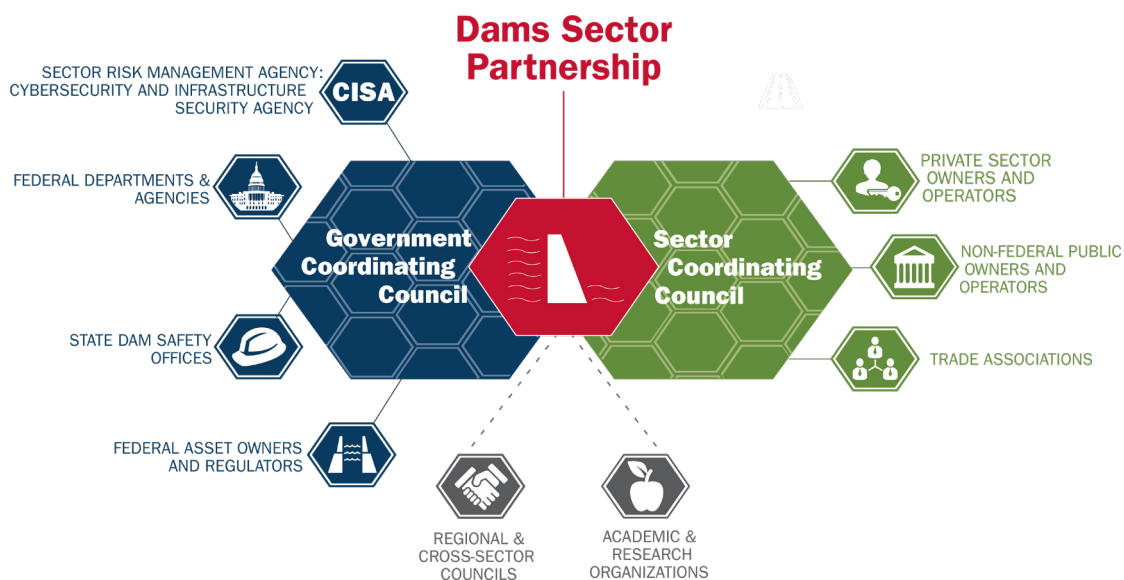 Dams Sector
Partnership
SECTOR RISK MANAGEMENT AGENCY:
CYBERSECURITY AND INFRASTRUCTURE
SECURITY AGENCY
CISA
FEDERAL DEPARTMENTS &
AGENCIES
STATE DAM SAFETY
OFFICES
FEDERAL ASSET OWNERS
AND REGULATORS
Government
Coordinating
Council
Sector
Coordinating
Council
PRIVATE SECTOR
OWNERS AND
OPERATORS
NON-FEDERAL PUBLIC
OWNERS AND
OPERATORS
TRADE ASSOCIATIONS
REGIONAL &
CROSS-SECTOR
COUNCILS
ACADEMIC &
RESEARCH
ORGANIZATIONS